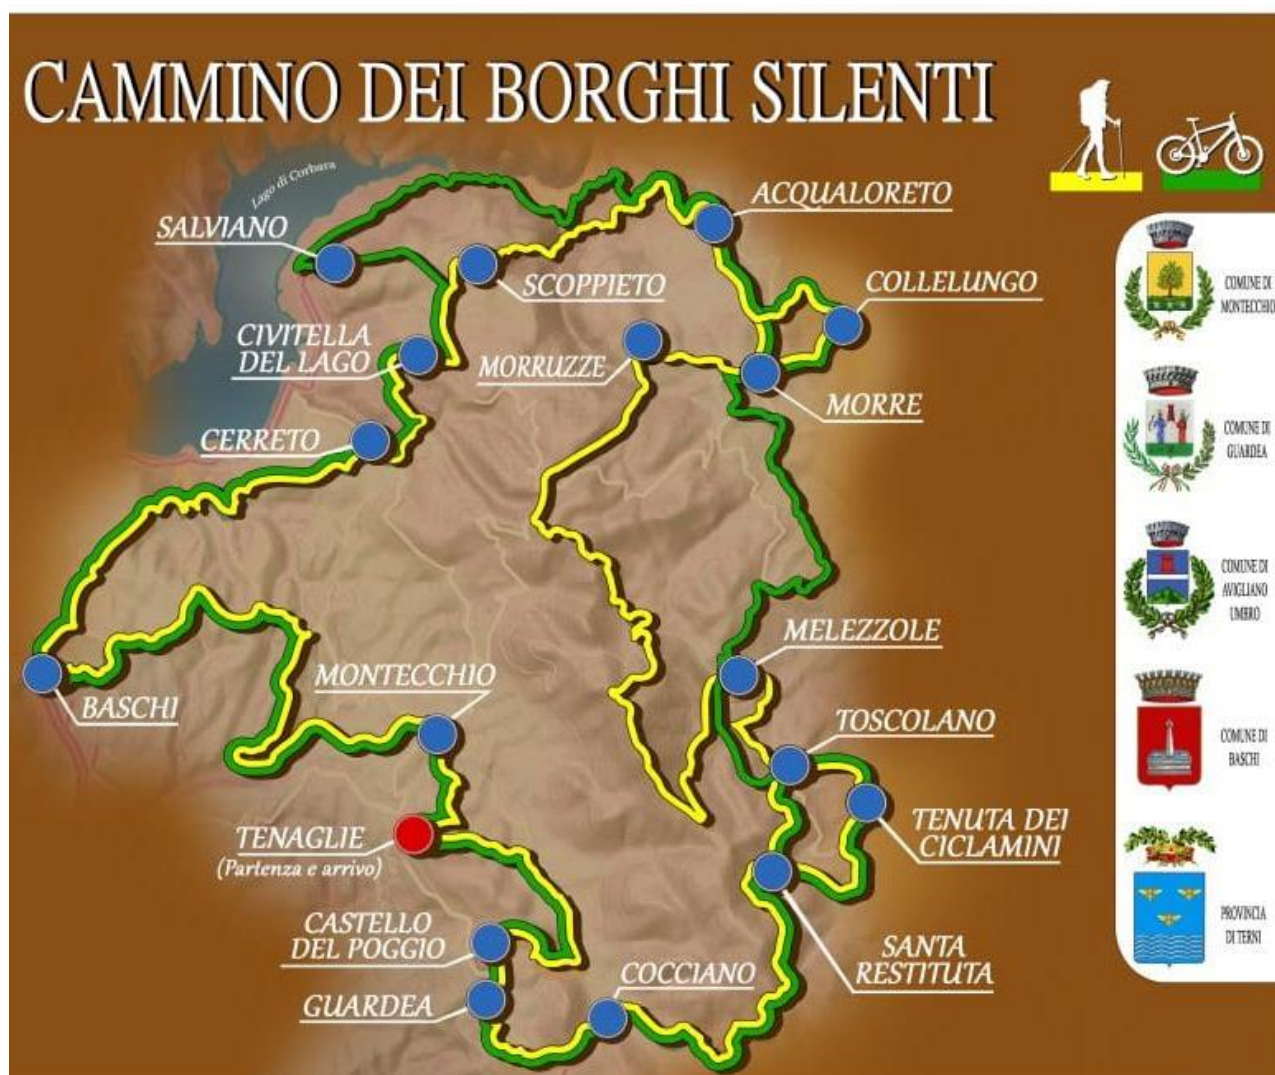 CAMMINO DEI BORGHI SILENTI
Lago di Corbara
SALVIANO
SCOPPIETO
ACQUALORETO
COLLELUNGO
CIVITELLA
DEL LAGO
MORRUZZE
MORRE
CERRETO
MELEZZOLE
MONTECCHIO
BASCHI
TOSCOLANO
TENAGLIE
(Partenza e arrivo)
TENUTA DEI
CICLAMINI
CASTELLO
DEL POGGIO
SANTA
RESTITUTA
COCCIANO
GUARDEA
COMUNE DI
MONTECCHIO
COMUNE DI
GUARDEA
COMUNE DI
AVIGLIANO
UMBRO
COMUNE DI
BASCHI
PROVINCIA
DI TERNI